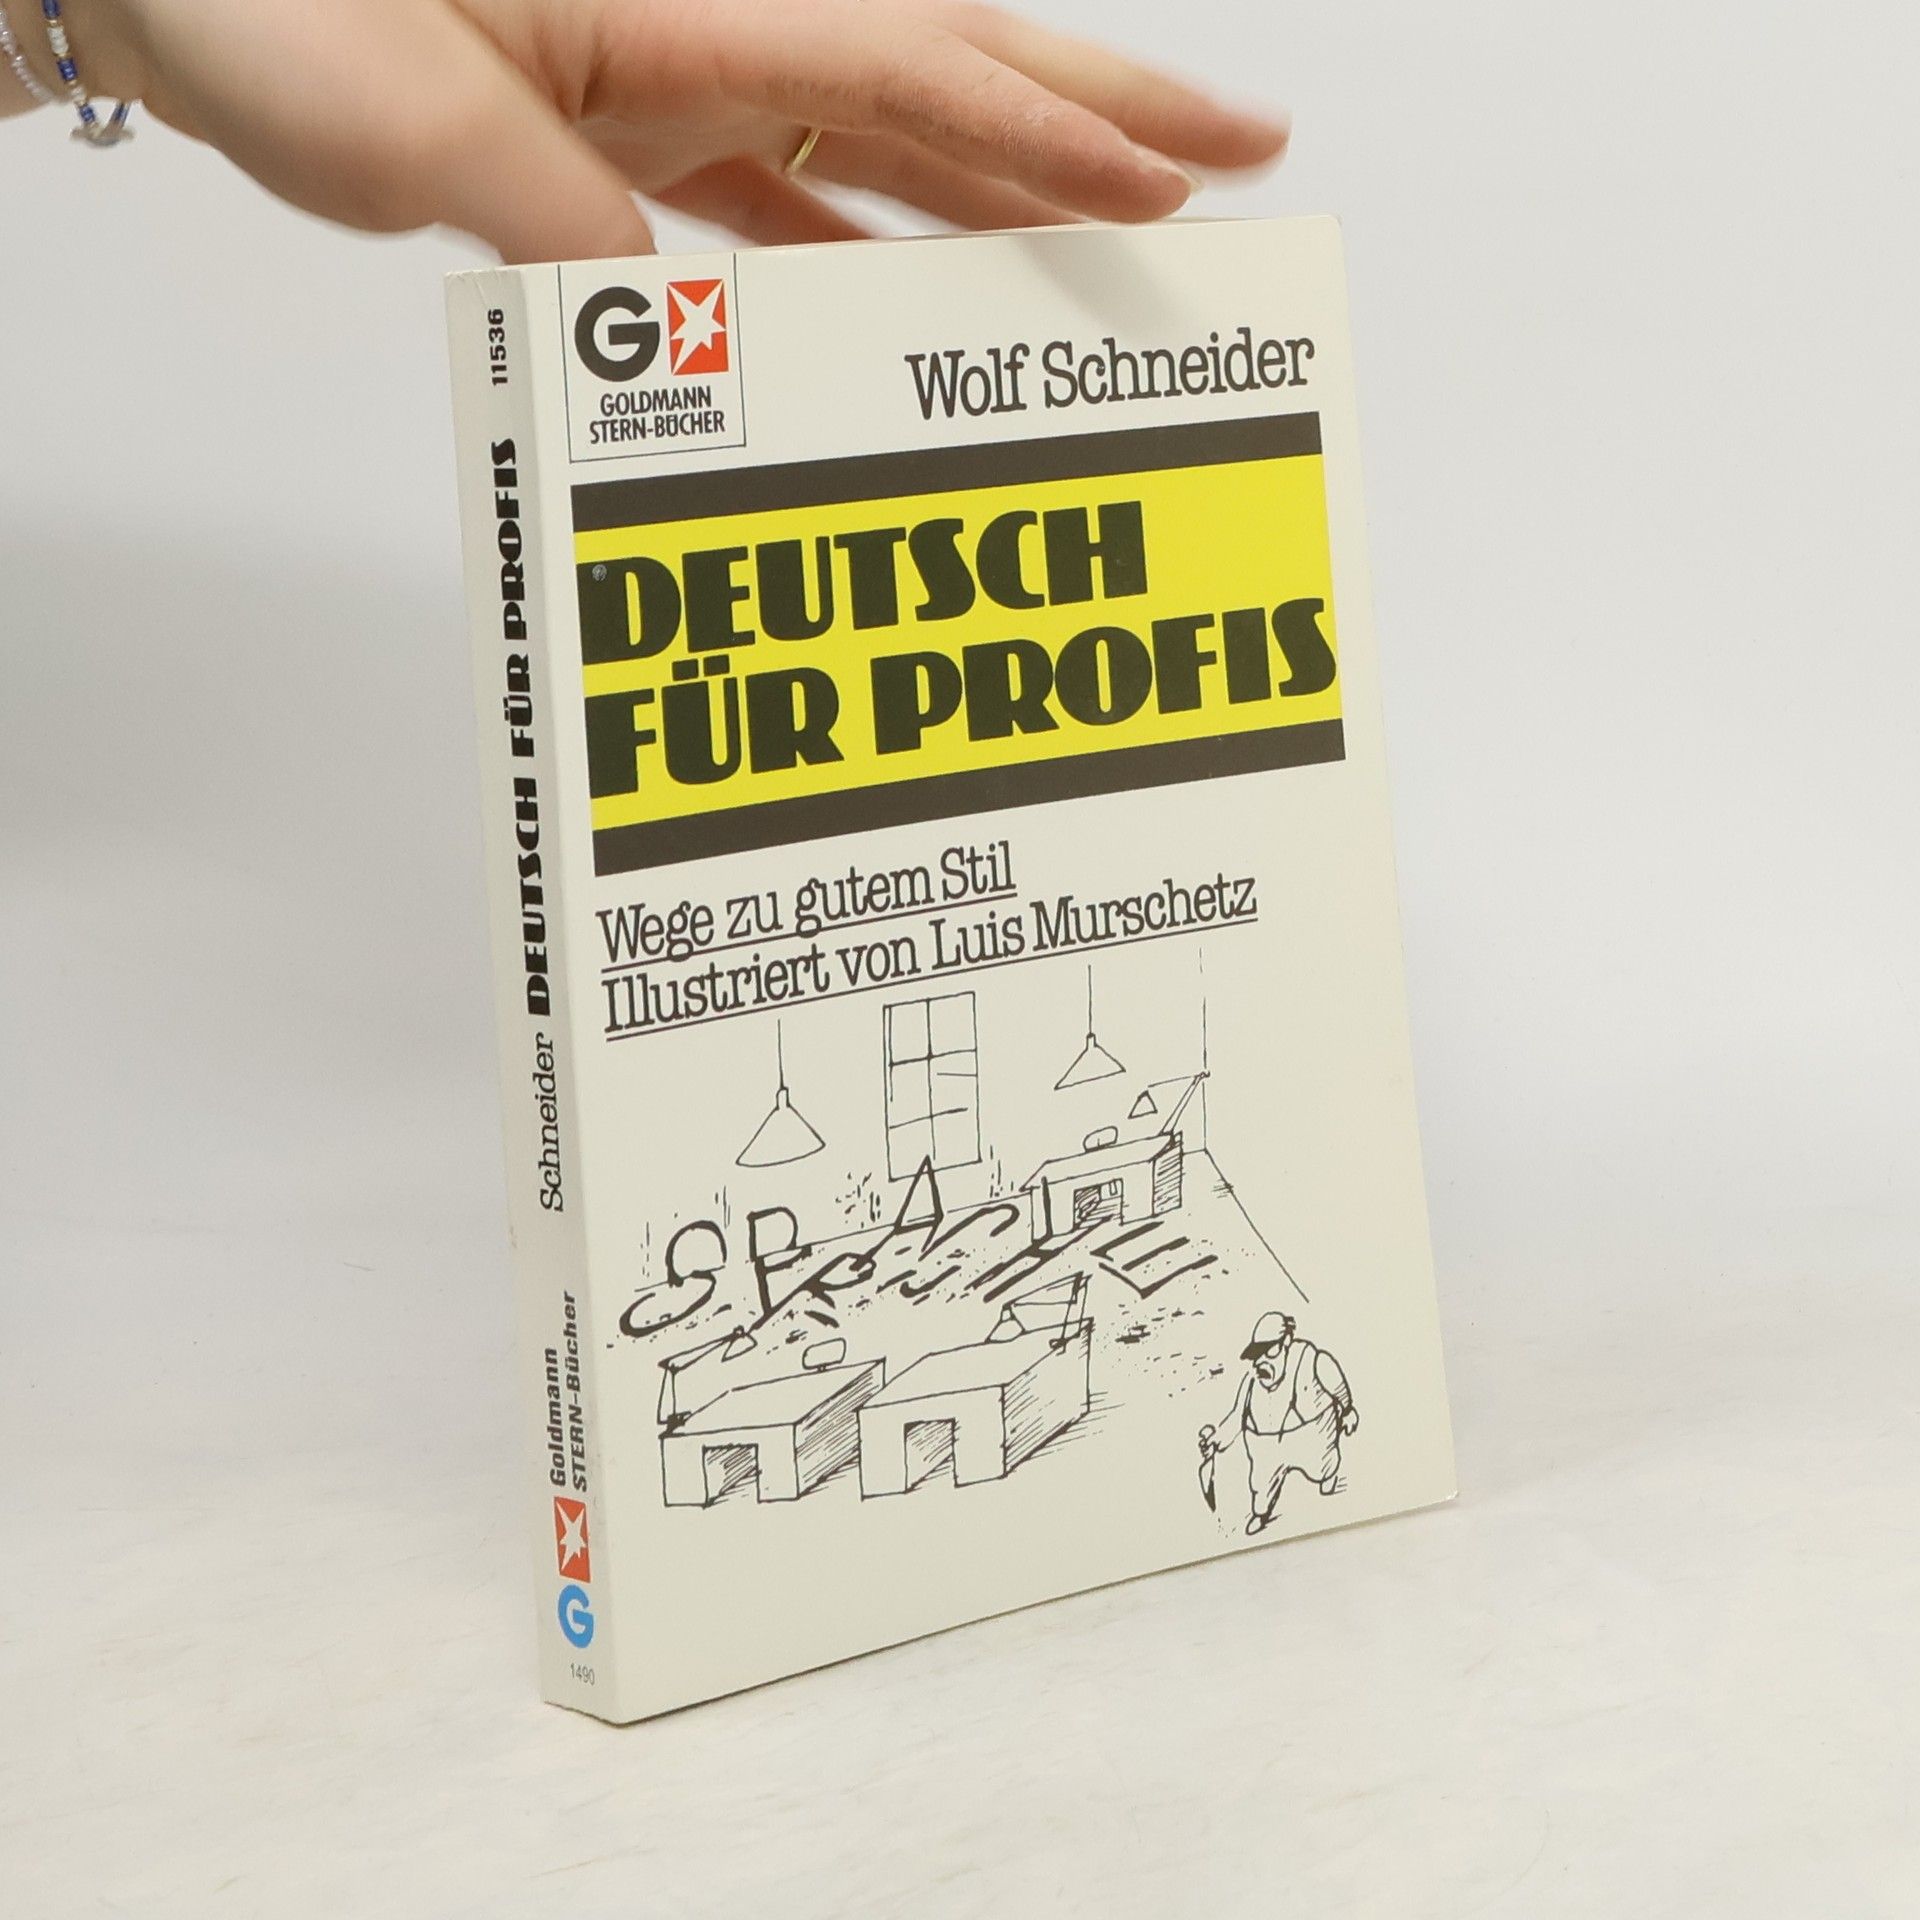 G
GOLDMANN
STERN-BÜCHER
Wolf Schneider
DEUTSCH
FÜR PROFIS
Wege zu gutem Stil
Illustriert von Luis Murschetz
SPRACHE
11536
Schneider DEUTSCH FÜR PROFIS
Goldmann
STERN-Bücher
G
1490